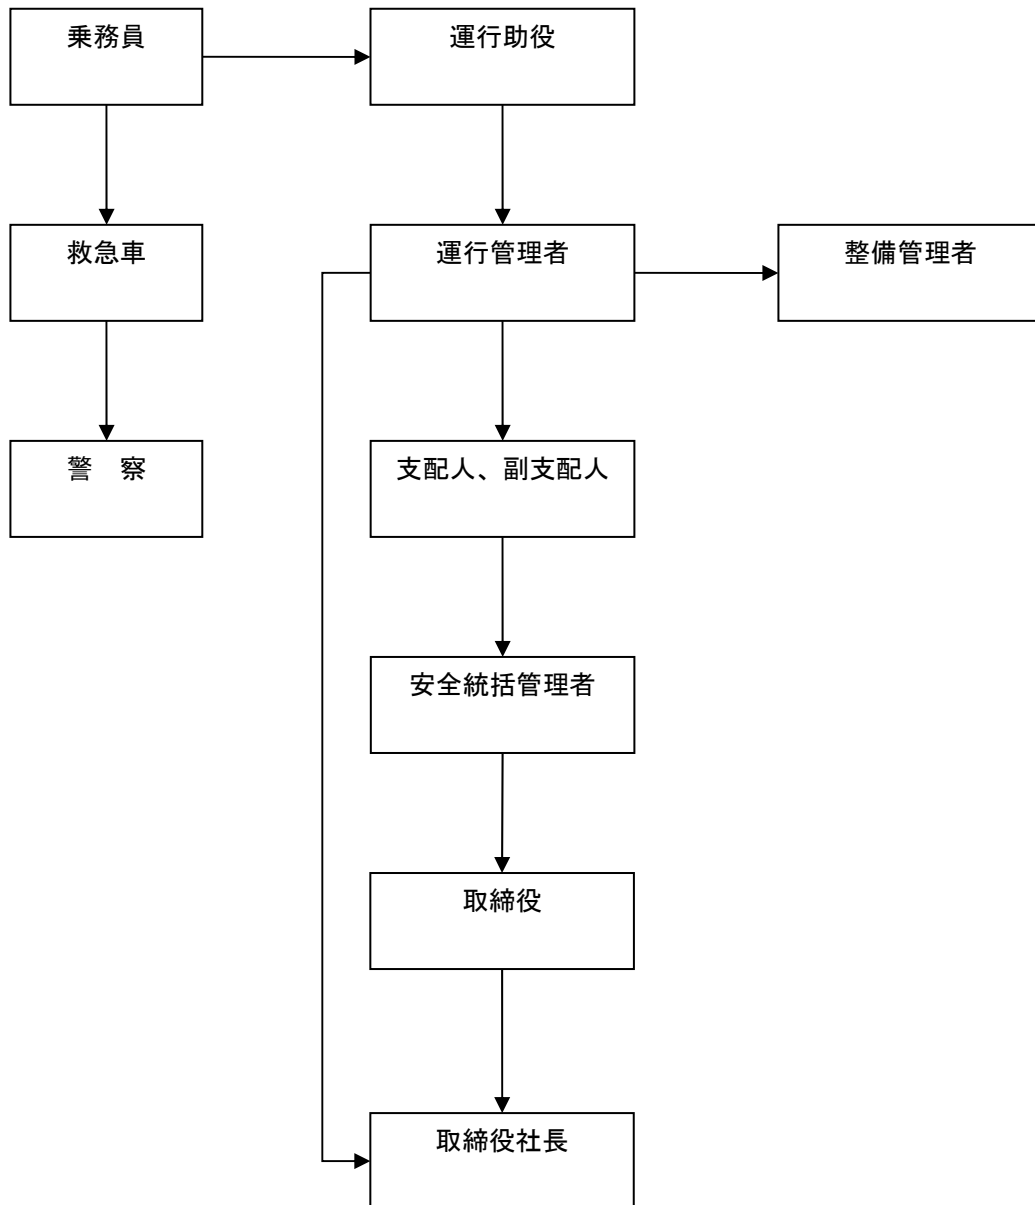 乗務員
運行助役
救急車
運行管理者
整備管理者
警　察
支配人、副支配人
安全統括管理者
取締役
取締役社長